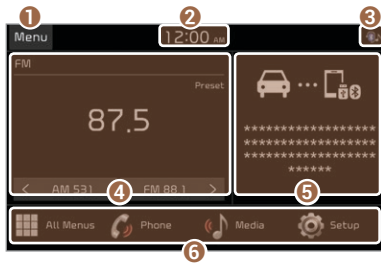 1 2 3
Menu 12:00 AM
FM
Preset
87.5
*****************
*****************
*****************
******
< AM 531 FM 88.1 >
4 5
All Menus Phone Media Setup
6